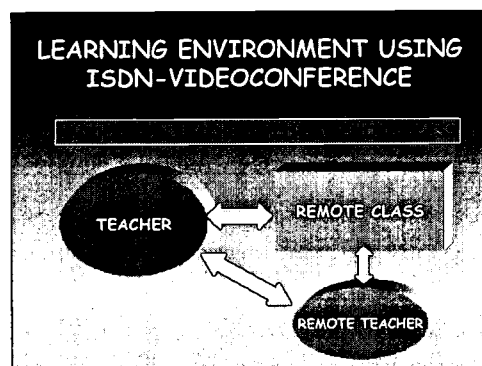 LEARNING ENVIRONMENT USING
ISDN-VIDEOCONFERENCE
TEACHER
REMOTE CLASS
REMOTE TEACHER